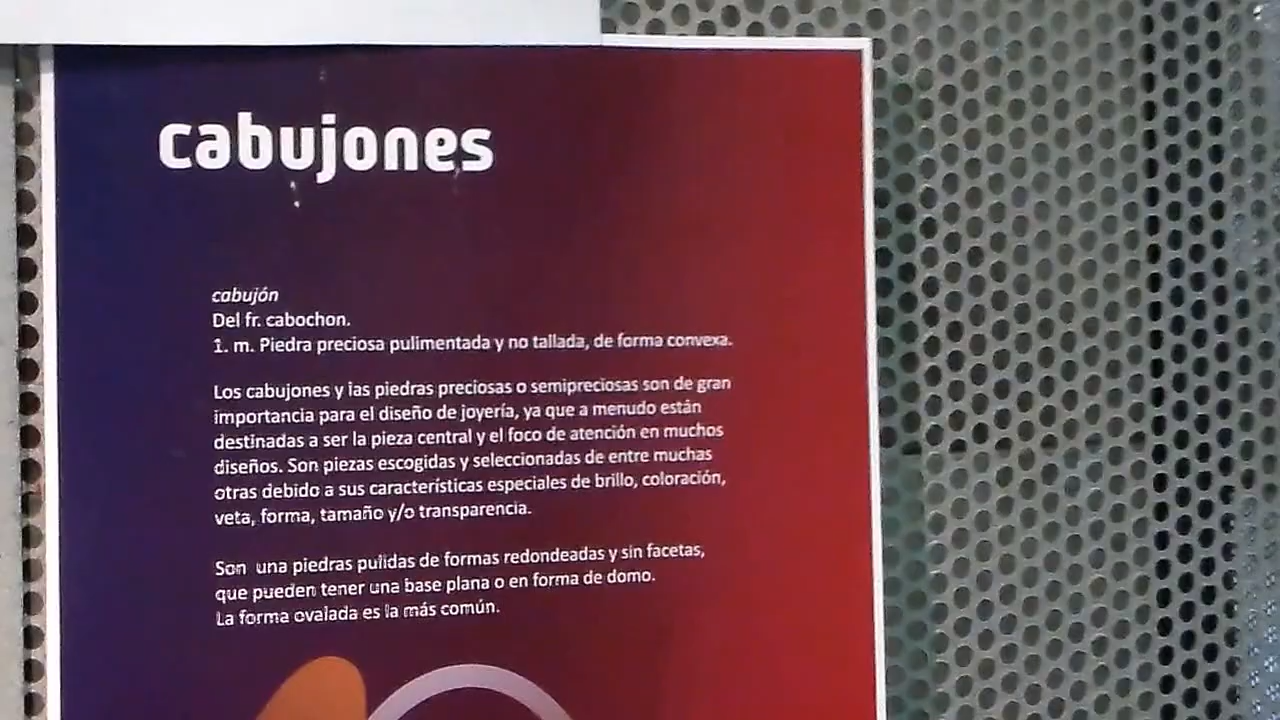 cabujones
cabujón
Del fr. cabochon.
1. m. Piedra preciosa pulimentada y no tallada, de forma convexa.
Los cabujones y las piedras preciosas o semipreciosas son de gran
importancia para el diseño de joyería, ya que a menudo están
destinadas a ser la pieza central y el foco de atención en muchos
diseños. Son piezas escogidas y seleccionadas de entre muchas
otras debido a sus características especiales de brillo, coloración,
veta, forma, tamaño y/o transparencia.
Son una piedras pulidas de formas redondeadas y sin facetas,
que pueden tener una base plana o en forma de domo.
La forma ovalada es la más común.